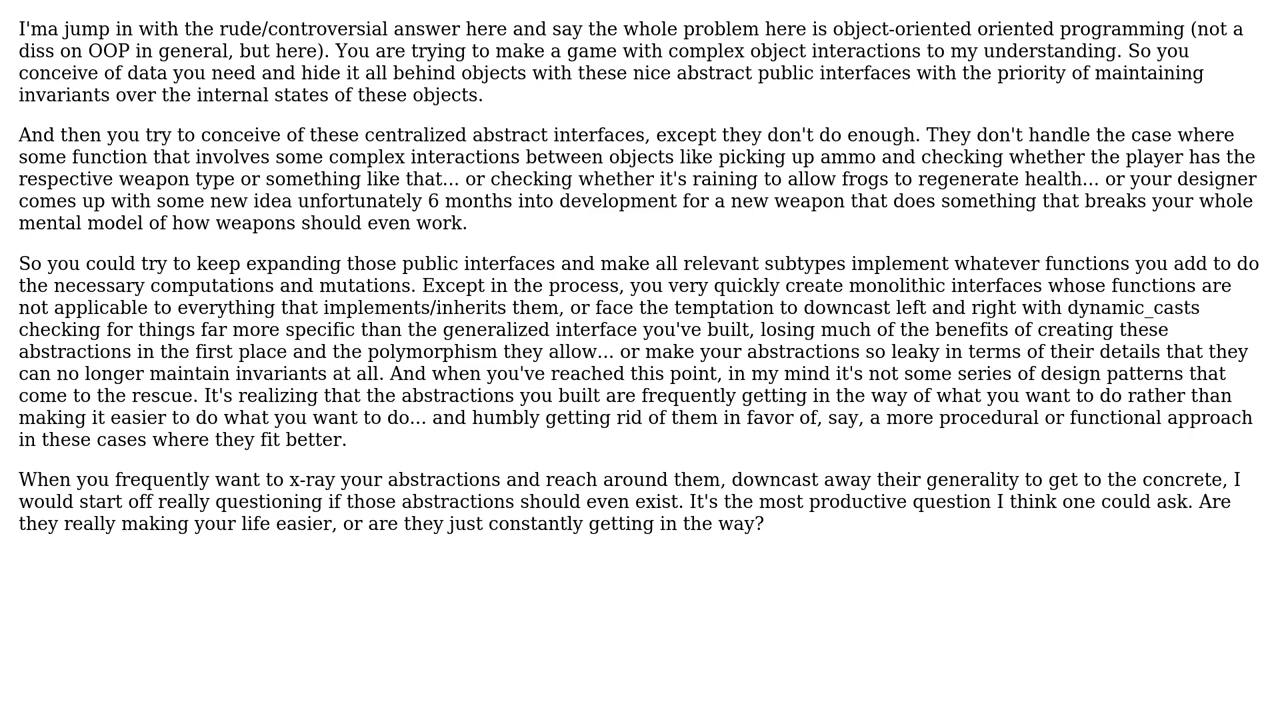 I'ma jump in with the rude/controversial answer here and say the whole problem here is object-oriented oriented programming (not a
diss on OOP in general, but here). You are trying to make a game with complex object interactions to my understanding. So you
conceive of data you need and hide it all behind objects with these nice abstract public interfaces with the priority of maintaining
invariants over the internal states of these objects.
And then you try to conceive of these centralized abstract interfaces, except they don't do enough. They don't handle the case where
some function that involves some complex interactions between objects like picking up ammo and checking whether the player has the
respective weapon type or something like that... or checking whether it's raining to allow frogs to regenerate health... or your designer
comes up with some new idea unfortunately 6 months into development for a new weapon that does something that breaks your whole
mental model of how weapons should even work.
So you could try to keep expanding those public interfaces and make all relevant subtypes implement whatever functions you add to do
the necessary computations and mutations. Except in the process, you very quickly create monolithic interfaces whose functions are
not applicable to everything that implements/inherits them, or face the temptation to downcast left and right with dynamic_casts
checking for things far more specific than the generalized interface you've built, losing much of the benefits of creating these
abstractions in the first place and the polymorphism they allow... or make your abstractions so leaky in terms of their details that they
can no longer maintain invariants at all. And when you've reached this point, in my mind it's not some series of design patterns that
come to the rescue. It's realizing that the abstractions you built are frequently getting in the way of what you want to do rather than
making it easier to do what you want to do... and humbly getting rid of them in favor of, say, a more procedural or functional approach
in these cases where they fit better.
When you frequently want to x-ray your abstractions and reach around them, downcast away their generality to get to the concrete, I
would start off really questioning if those abstractions should even exist. It's the most productive question I think one could ask. Are
they really making your life easier, or are they just constantly getting in the way?